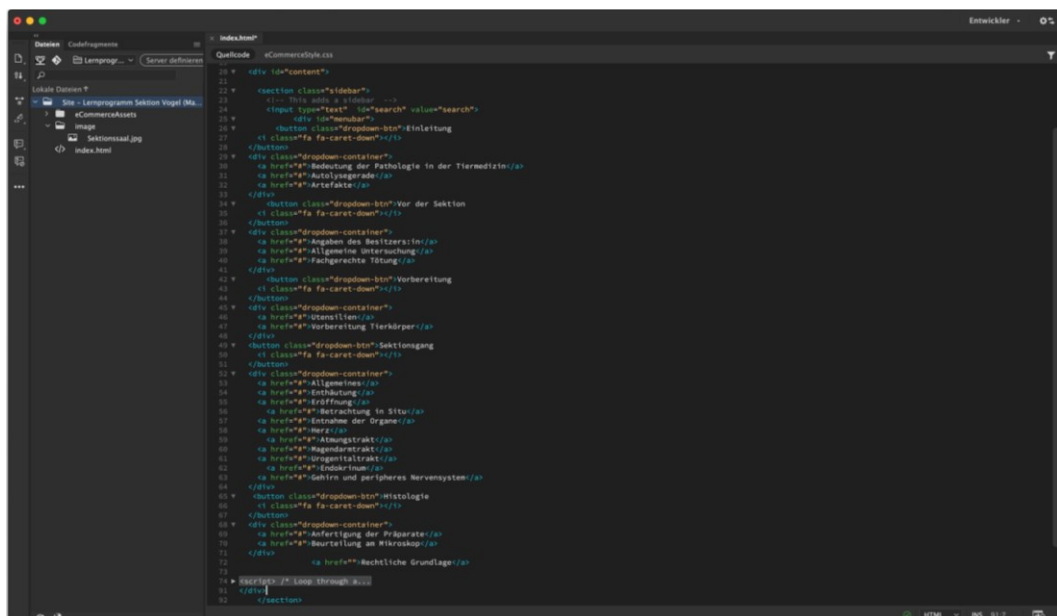 Entwickler
Dateien Codefragmente
index.html*
Lernprogr... Server definieren
Quellcode eCommerceStyle.css
Lokale Dateien ↑
Site – Lernprogramm Sektion Vogel (Ma...
eCommerceAssets
image
Sektionssaal.jpg
index.html
20 <div id="content">
21
22 <section class="sidebar">
23 <!-- This adds a sidebar -->
24 <input type="text" id="search" value="search">
25 <div id="menubar">
26 <button class="dropdown-btn">Einleitung
27 <i class="fa fa-caret-down"></i>
28 </button>
29 <div class="dropdown-container">
30 <a href="#">Bedeutung der Pathologie in der Tiermedizin</a>
31 <a href="#">Autolysegerade</a>
32 <a href="#">Artefakte</a>
33 </div>
34 <button class="dropdown-btn">Vor der Sektion
35 <i class="fa fa-caret-down"></i>
36 </button>
37 <div class="dropdown-container">
38 <a href="#">Angaben des Besitzers:in</a>
39 <a href="#">Allgemeine Untersuchung</a>
40 <a href="#">Fachgerechte Tötung</a>
41 </div>
42 <button class="dropdown-btn">Vorbereitung
43 <i class="fa fa-caret-down"></i>
44 </button>
45 <div class="dropdown-container">
46 <a href="#">Utensilien</a>
47 <a href="#">Vorbereitung Tierkörper</a>
48 </div>
49 <button class="dropdown-btn">Sektionsgang
50 <i class="fa fa-caret-down"></i>
51 </button>
52 <div class="dropdown-container">
53 <a href="#">Allgemeines</a>
54 <a href="#">Enthäutung</a>
55 <a href="#">Eröffnung</a>
56 <a href="#">Betrachtung in Situ</a>
57 <a href="#">Entnahme der Organe</a>
58 <a href="#">Herz</a>
59 <a href="#">Atmungstrakt</a>
60 <a href="#">Magendarmtrakt</a>
61 <a href="#">Urogenitaltrakt</a>
62 <a href="#">Endokrinum</a>
63 <a href="#">Gehirn und peripheres Nervensystem</a>
64 </div>
65 <button class="dropdown-btn">Histologie
66 <i class="fa fa-caret-down"></i>
67 </button>
68 <div class="dropdown-container">
69 <a href="#">Anfertigung der Präparate</a>
70 <a href="#">Beurteilung am Mikroskop</a>
71 </div>
72 <a href="">Rechtliche Grundlage</a>
73
74 <script> /* Loop through a...
91 </div>
92 </section>
HTML INS 91:7